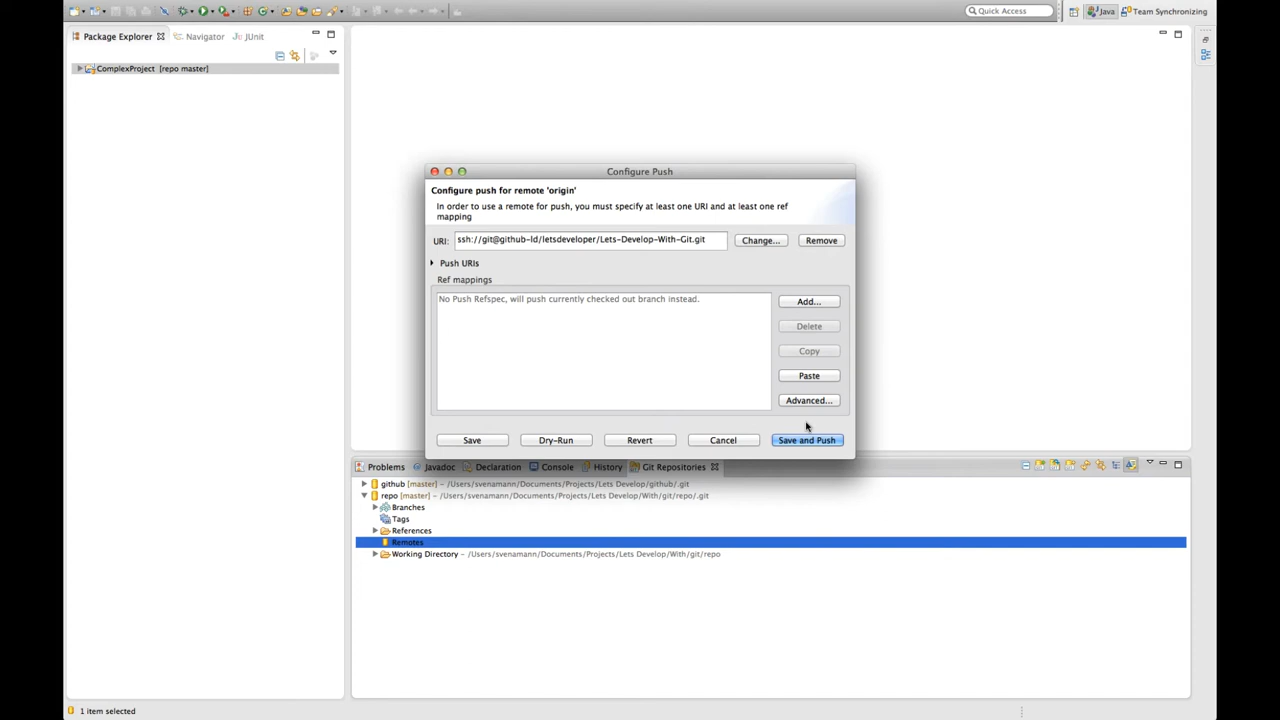 Quick Access
Java
Team Synchronizing
Package Explorer
Navigator
JUnit
ComplexProject [repo master]
Configure Push
Configure push for remote 'origin'
In order to use a remote for push, you must specify at least one URI and at least one ref
mapping
URI:
ssh://git@github-ld/letsdeveloper/Lets-Develop-With-Git.git
Change...
Remove
Push URIs
Ref mappings
No Push Refspec, will push currently checked out branch instead.
Add...
Delete
Copy
Paste
Advanced...
Save
Dry-Run
Revert
Cancel
Save and Push
Problems
Javadoc
Declaration
Console
History
Git Repositories
github [master] - /Users/svenamann/Documents/Projects/Lets Develop/github/.git
repo [master] - /Users/svenamann/Documents/Projects/Lets Develop/With/git/repo/.git
Branches
Tags
References
Remotes
Working Directory - /Users/svenamann/Documents/Projects/Lets Develop/With/git/repo
1 item selected